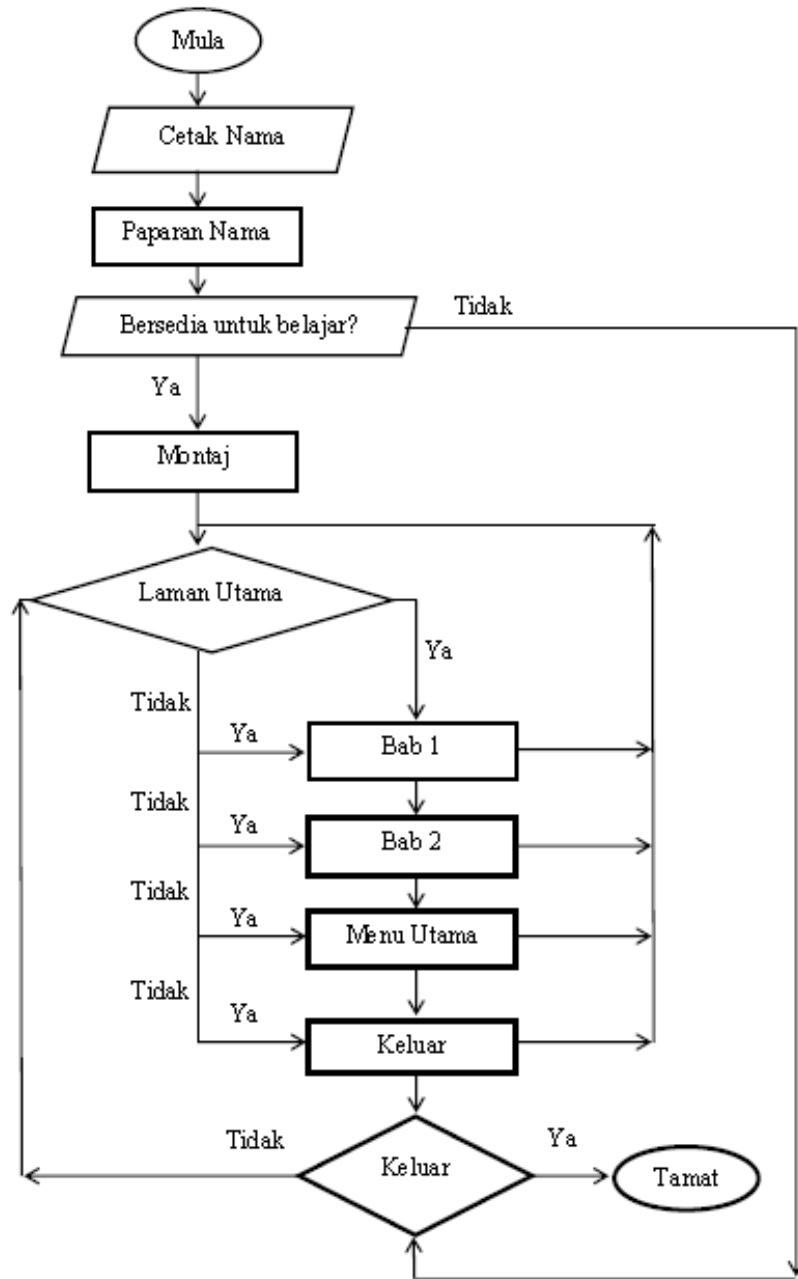 Mula
Cetak Nama
Paparan Nama
Bersedia untuk belajar?
Tidak
Ya
Montaj
Laman Utama
Ya
Tidak
Ya
Bab 1
Tidak
Ya
Bab 2
Tidak
Ya
Menu Utama
Tidak
Ya
Keluar
Tidak
Keluar
Ya
Tamat